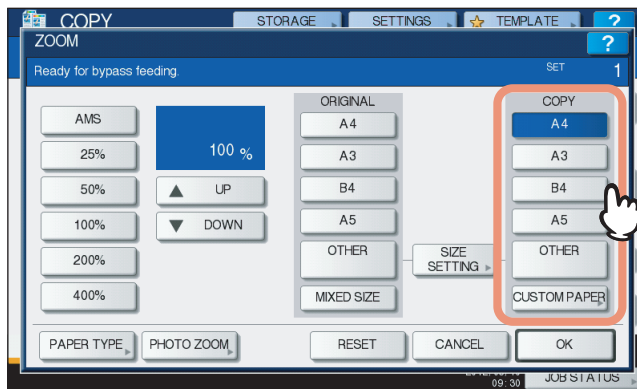 COPY
STORAGE
SETTINGS
TEMPLATE
?
ZOOM
?
Ready for bypass feeding.
SET
1
AMS
25%
50%
100%
200%
400%
100 %
UP
DOWN
ORIGINAL
A4
A3
B4
A5
OTHER
MIXED SIZE
SIZE
SETTING
COPY
A4
A3
B4
A5
OTHER
CUSTOM PAPER
PAPER TYPE
PHOTO ZOOM
RESET
CANCEL
OK
09:30
JOB STATUS